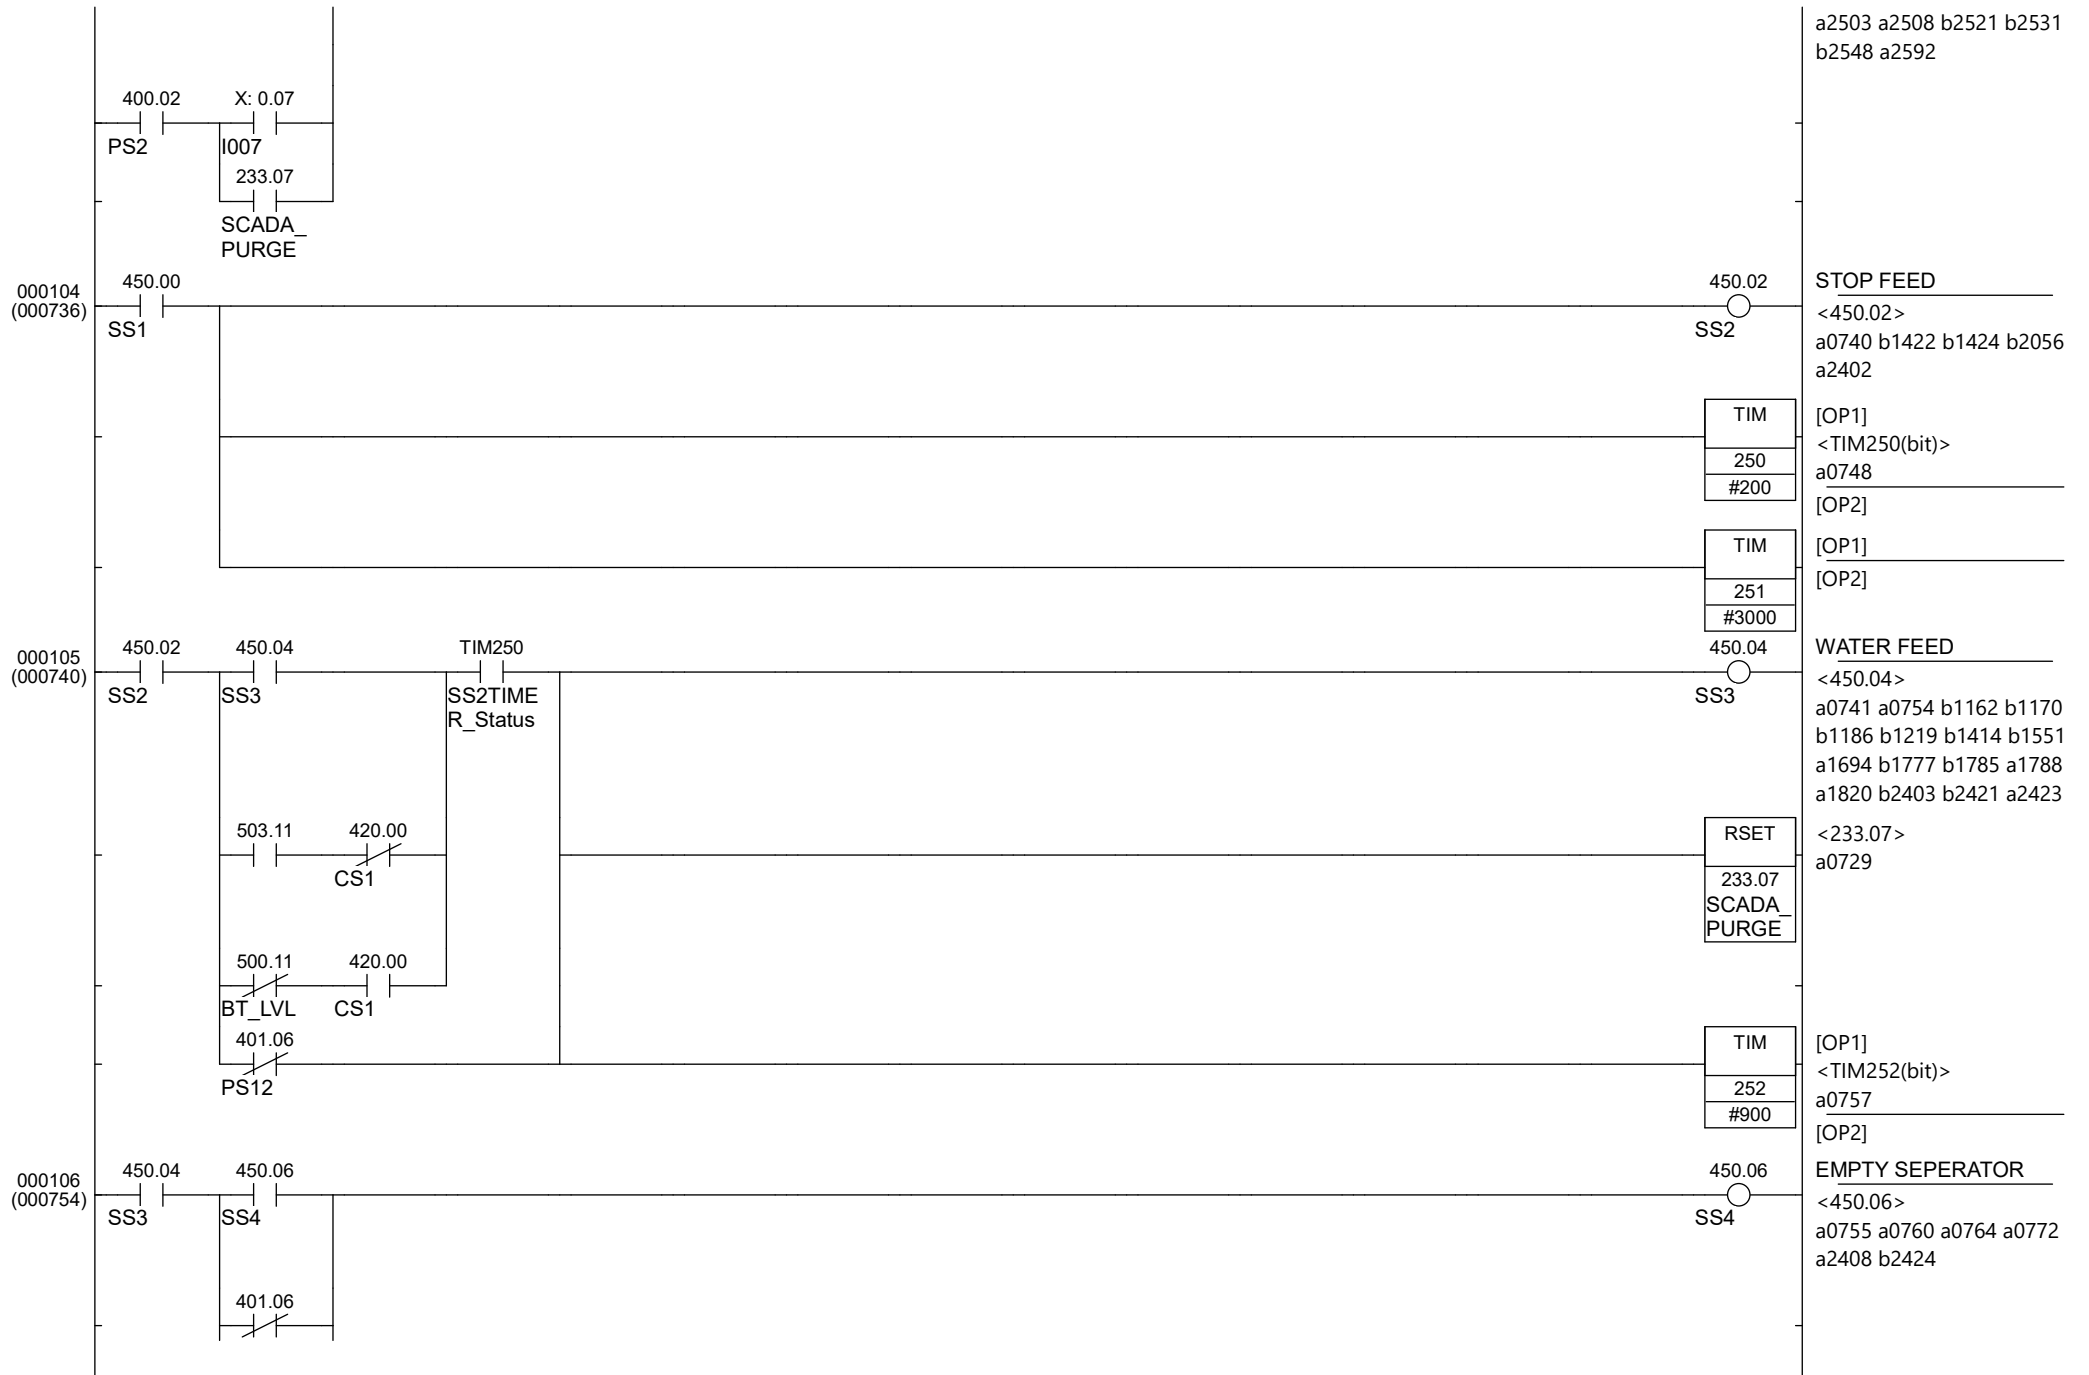 a2503 a2508 b2521 b2531
b2548 a2592
400.02 X: 0.07
PS2 I007
233.07
SCADA_
PURGE
000104
(000736)
450.00
SS1
450.02
SS2
STOP FEED
<450.02>
a0740 b1422 b1424 b2056
a2402
TIM
250
#200
[OP1]
<TIM250(bit)>
a0748
[OP2]
TIM
251
#3000
[OP1]
[OP2]
000105
(000740)
450.02 450.04 TIM250
SS2 SS3 SS2TIME
R_Status
450.04
SS3
WATER FEED
<450.04>
a0741 a0754 b1162 b1170
b1186 b1219 b1414 b1551
a1694 b1777 b1785 a1788
a1820 b2403 b2421 a2423
503.11 420.00
CS1
RSET
233.07
SCADA_
PURGE
<233.07>
a0729
500.11 420.00
BT_LVL CS1
401.06
PS12
TIM
252
#900
[OP1]
<TIM252(bit)>
a0757
[OP2]
000106
(000754)
450.04 450.06
SS3 SS4
450.06
SS4
EMPTY SEPERATOR
<450.06>
a0755 a0760 a0764 a0772
a2408 b2424
401.06